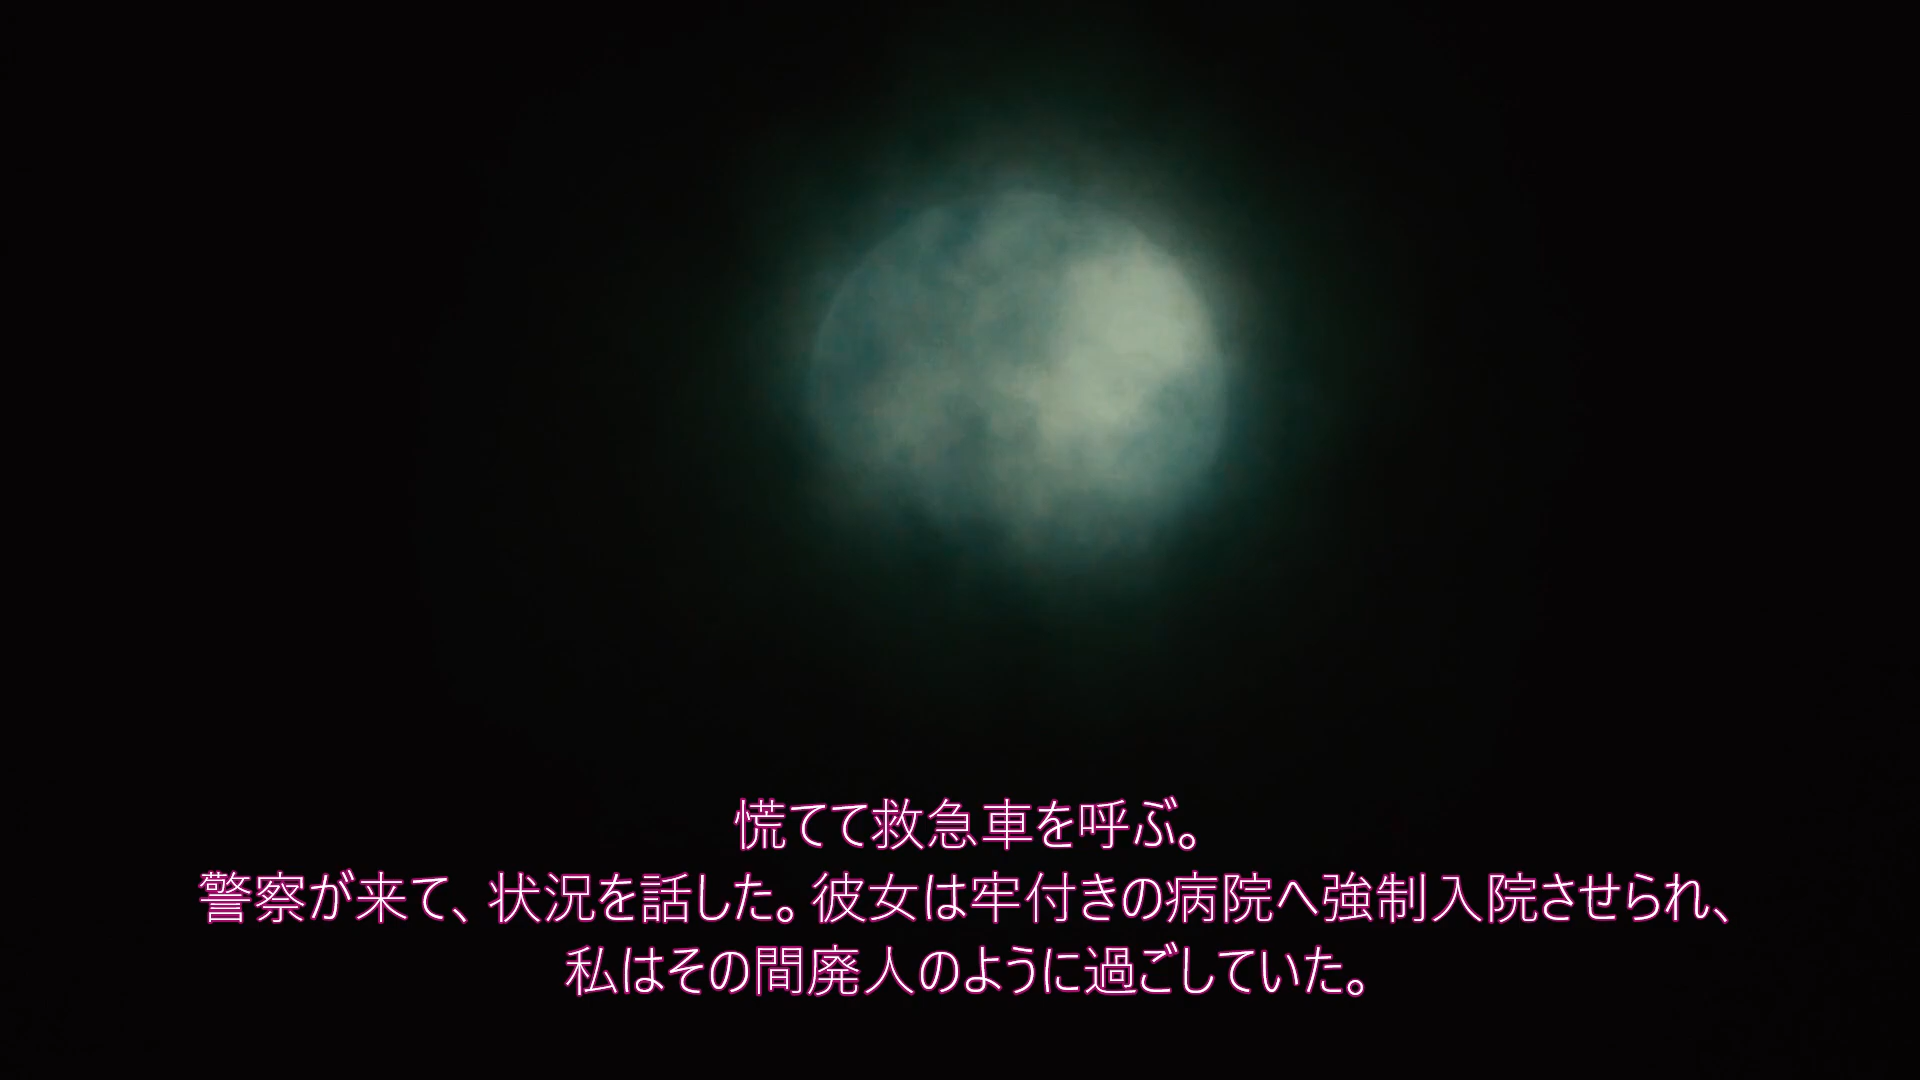 慌てて救急車を呼ぶ。
警察が来て、状況を話した。彼女は牢付きの病院へ強制入院させられ、
私はその間廃人のように過ごしていた。